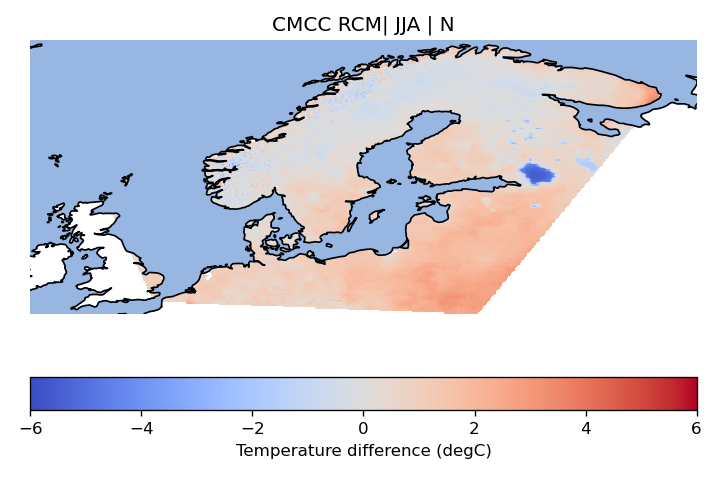 CMCC RCM| JJA | N
−6 −4 −2 0 2 4 6
Temperature difference (degC)